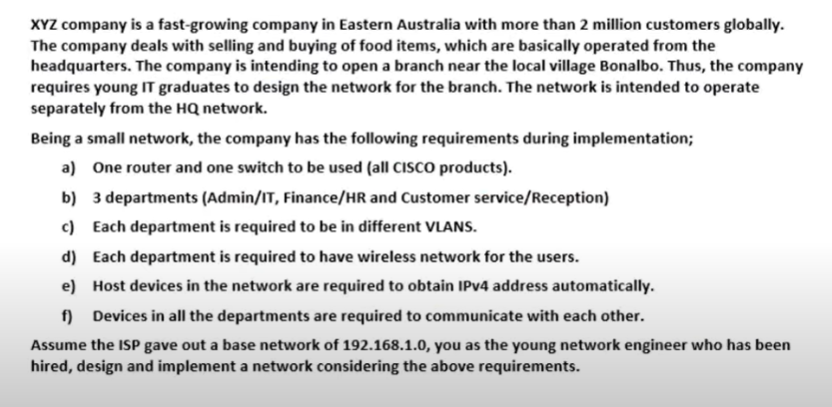 XYZ company is a fast-growing company in Eastern Australia with more than 2 million customers globally.
The company deals with selling and buying of food items, which are basically operated from the
headquarters. The company is intending to open a branch near the local village Bonalbo. Thus, the company
requires young IT graduates to design the network for the branch. The network is intended to operate
separately from the HQ network.
Being a small network, the company has the following requirements during implementation;
a) One router and one switch to be used (all CISCO products).
b) 3 departments (Admin/IT, Finance/HR and Customer service/Reception)
c) Each department is required to be in different VLANS.
d) Each department is required to have wireless network for the users.
e) Host devices in the network are required to obtain IPv4 address automatically.
f) Devices in all the departments are required to communicate with each other.
Assume the ISP gave out a base network of 192.168.1.0, you as the young network engineer who has been
hired, design and implement a network considering the above requirements.